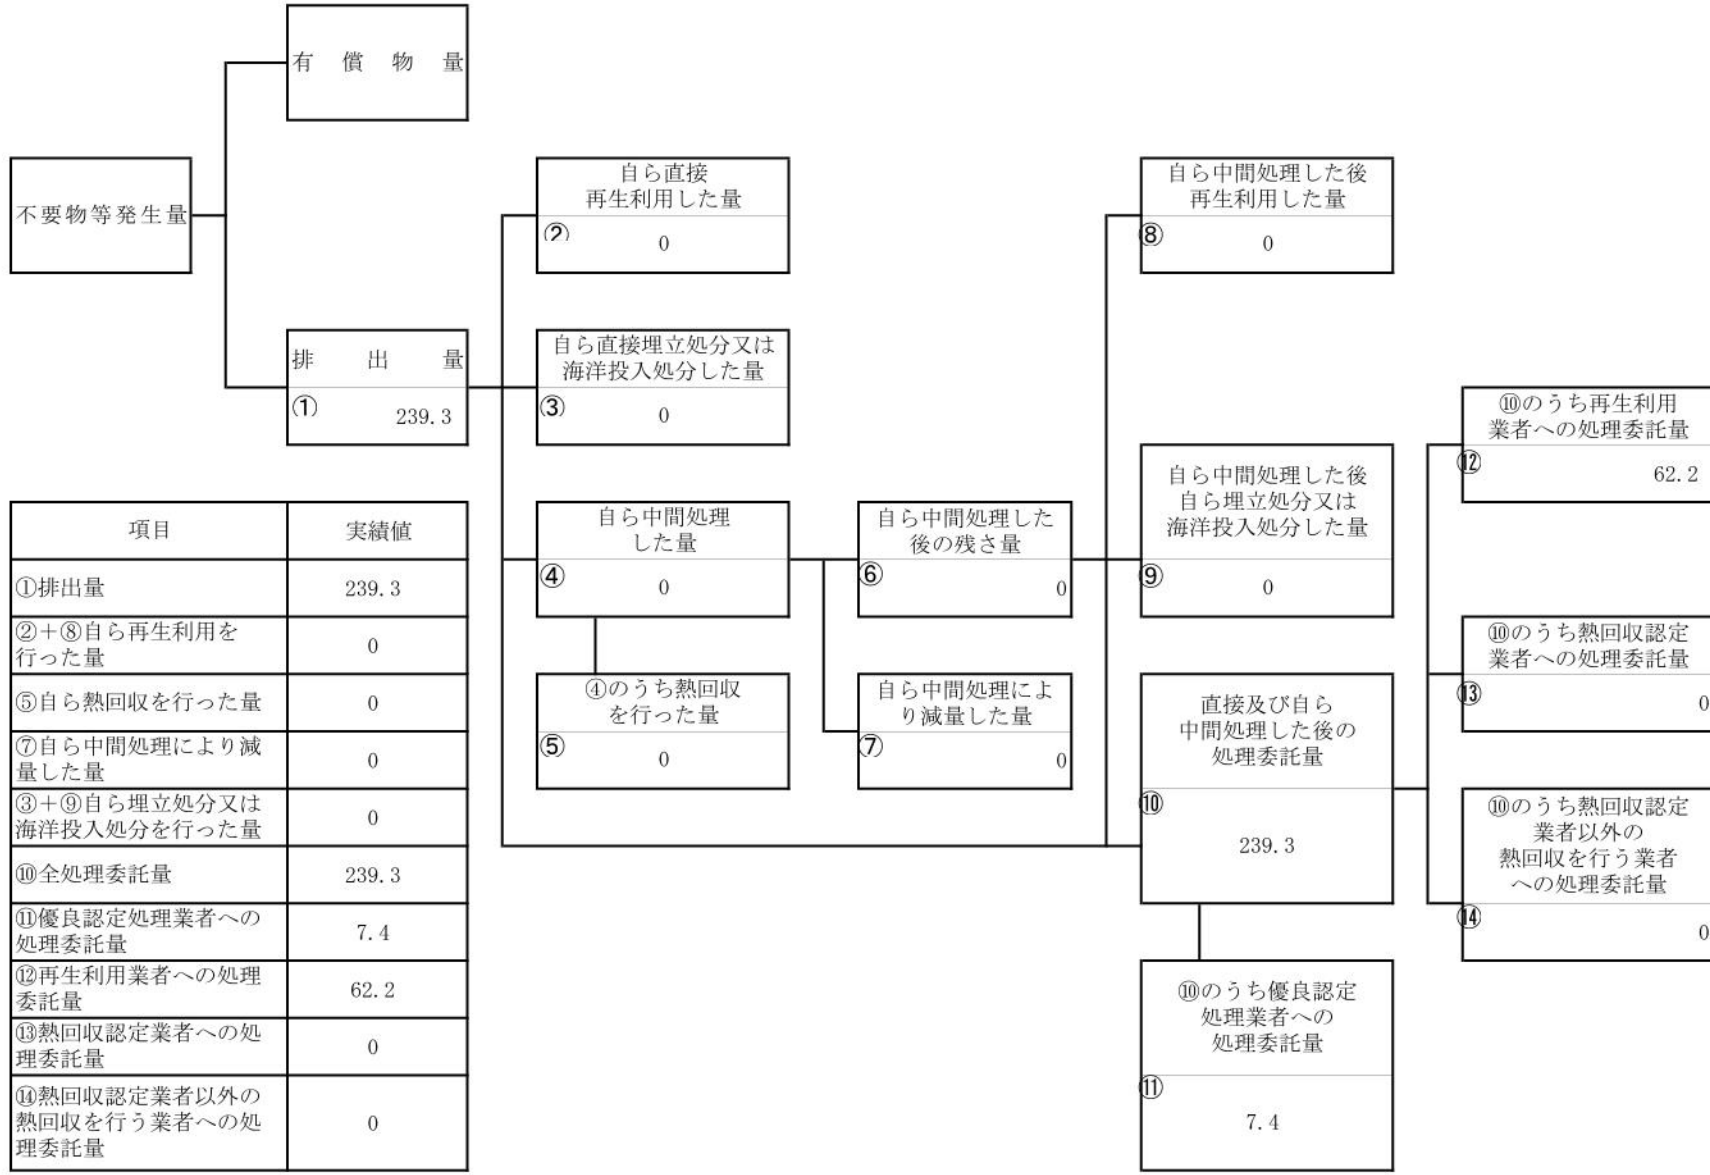 有償物量
不要物等発生量
排出量
①
239.3
自ら直接
再生利用した量
②
0
自ら直接埋立処分又は
海洋投入処分した量
③
0
自ら中間処理
した量
④
0
④のうち熱回収
を行った量
⑤
0
自ら中間処理した
後の残さ量
⑥
0
自ら中間処理によ
り減量した量
⑦
0
自ら中間処理した後
再生利用した量
⑧
0
自ら中間処理した後
自ら埋立処分又は
海洋投入処分した量
⑨
0
直接及び自ら
中間処理した後の
処理委託量
⑩
239.3
⑩のうち優良認定
処理業者への
処理委託量
⑪
7.4
⑩のうち再生利用
業者への処理委託量
⑫
62.2
⑩のうち熱回収認定
業者への処理委託量
⑬
0
⑩のうち熱回収認定
業者以外の
熱回収を行う業者
への処理委託量
⑭
0
項目 実績値
①排出量 239.3
②＋⑧自ら再生利用を
行った量
0
⑤自ら熱回収を行った量 0
⑦自ら中間処理により減
量した量
0
③＋⑨自ら埋立処分又は
海洋投入処分を行った量
0
⑩全処理委託量 239.3
⑪優良認定処理業者への
処理委託量
7.4
⑫再生利用業者への処理
委託量
62.2
⑬熱回収認定業者への処
理委託量
0
⑭熱回収認定業者以外の
熱回収を行う業者への処
理委託量
0